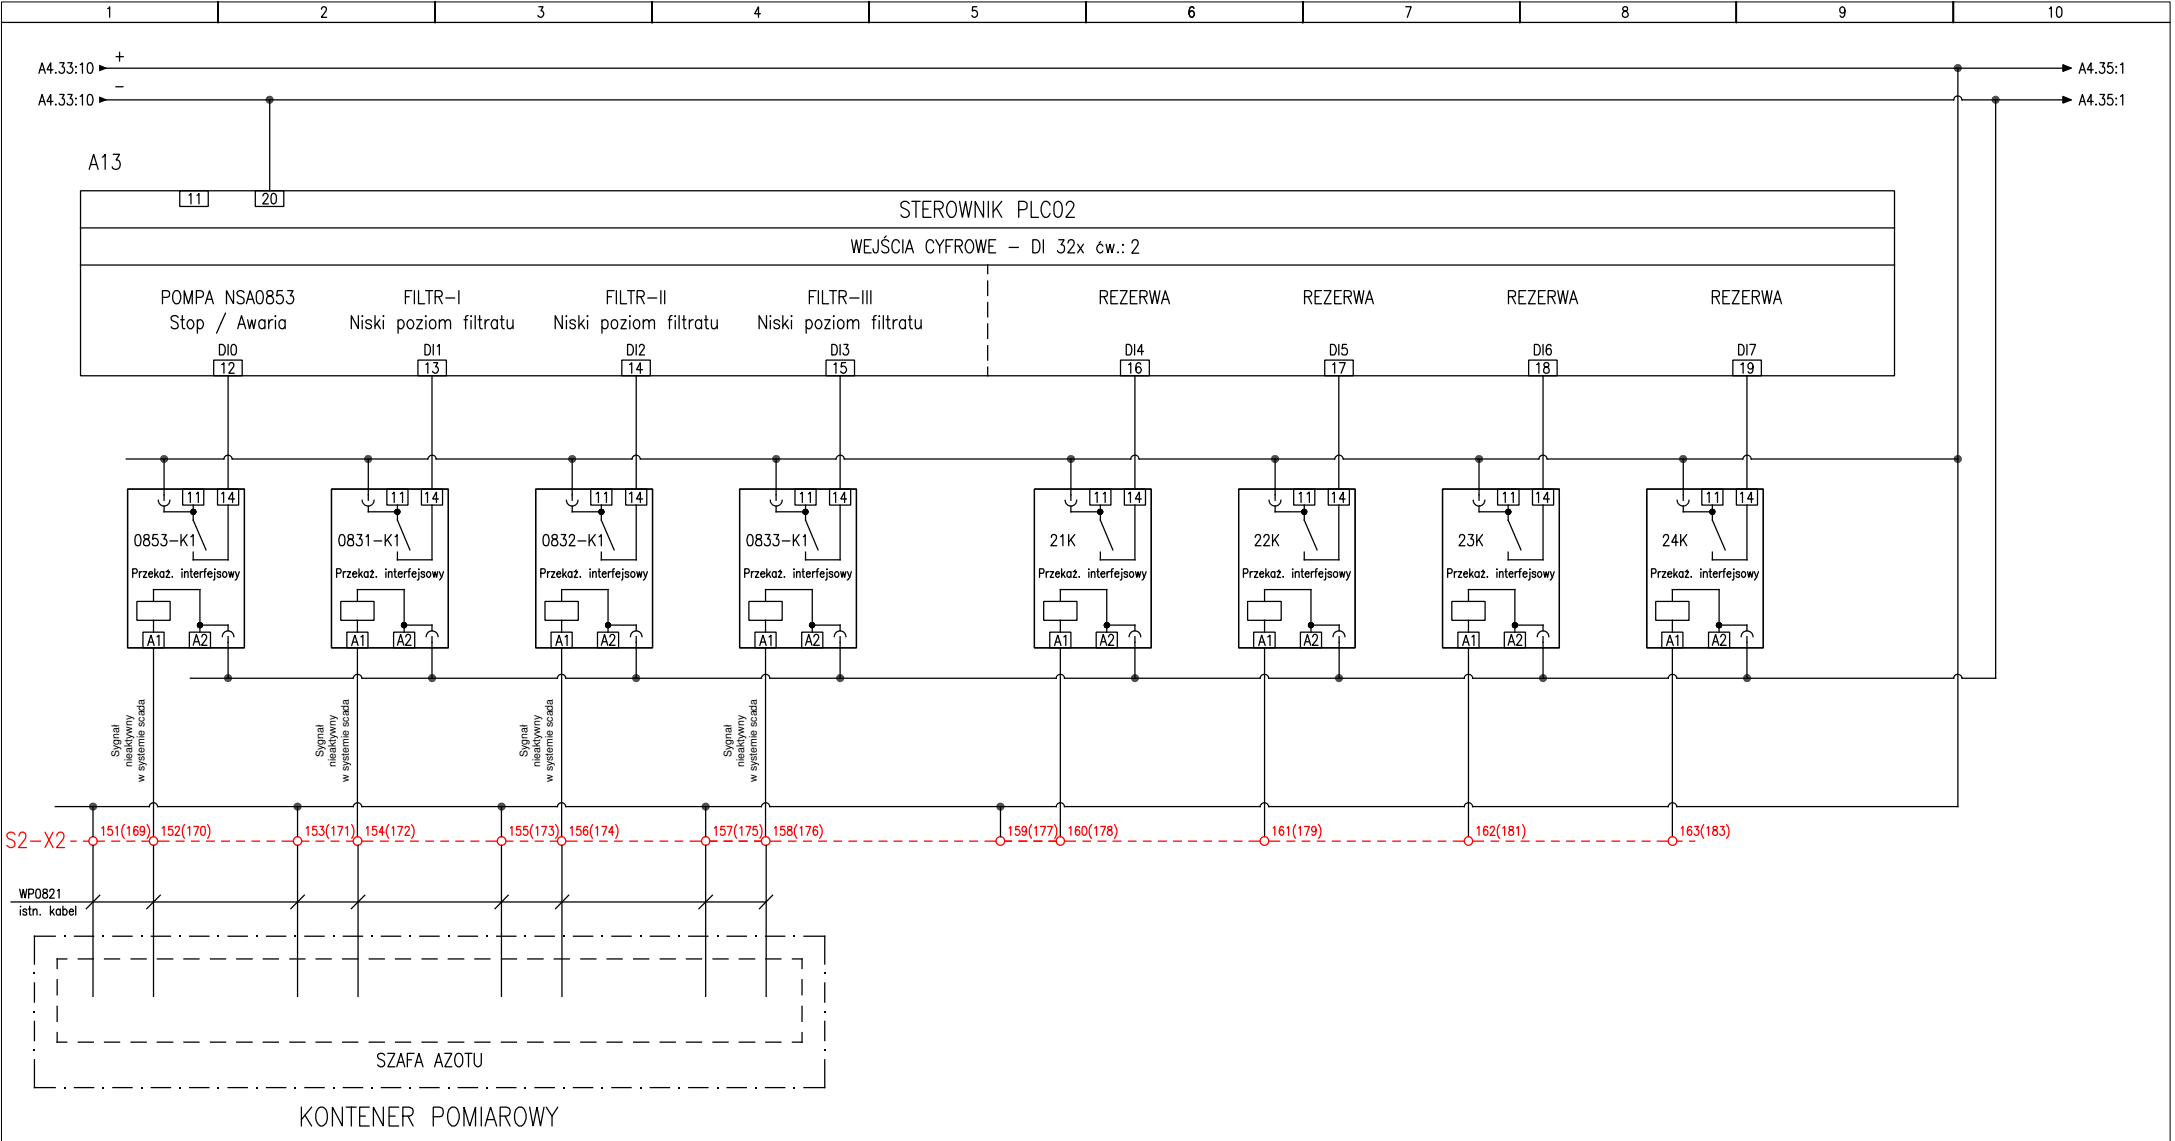 1 2 3 4 5 6 7 8 9 10
A4.33:10 + A4.35:1
A4.33:10 − A4.35:1
A13
11 20
STEROWNIK PLC02
WEJŚCIA CYFROWE – DI 32x ćw.: 2
POMPA NSA0853 FILTR-I FILTR-II FILTR-III REZERWA REZERWA REZERWA REZERWA
Stop / Awaria Niski poziom filtratu Niski poziom filtratu Niski poziom filtratu
DI0 DI1 DI2 DI3 DI4 DI5 DI6 DI7
12 13 14 15 16 17 18 19
11 14 11 14 11 14 11 14 11 14 11 14 11 14 11 14
0853-K1 0831-K1 0832-K1 0833-K1 21K 22K 23K 24K
Przekaź. interfejsowy Przekaź. interfejsowy Przekaź. interfejsowy Przekaź. interfejsowy Przekaź. interfejsowy Przekaź. interfejsowy Przekaź. interfejsowy Przekaź. interfejsowy
A1 A2 A1 A2 A1 A2 A1 A2 A1 A2 A1 A2 A1 A2 A1 A2
Sygnał
nieaktywny
w systemie scada
Sygnał
nieaktywny
w systemie scada
Sygnał
nieaktywny
w systemie scada
Sygnał
nieaktywny
w systemie scada
S2-X2 151(169) 152(170) 153(171) 154(172) 155(173) 156(174) 157(175) 158(176) 159(177) 160(178) 161(179) 162(181) 163(183)
WP0821
istn. kabel
SZAFA AZOTU
KONTENER POMIAROWY